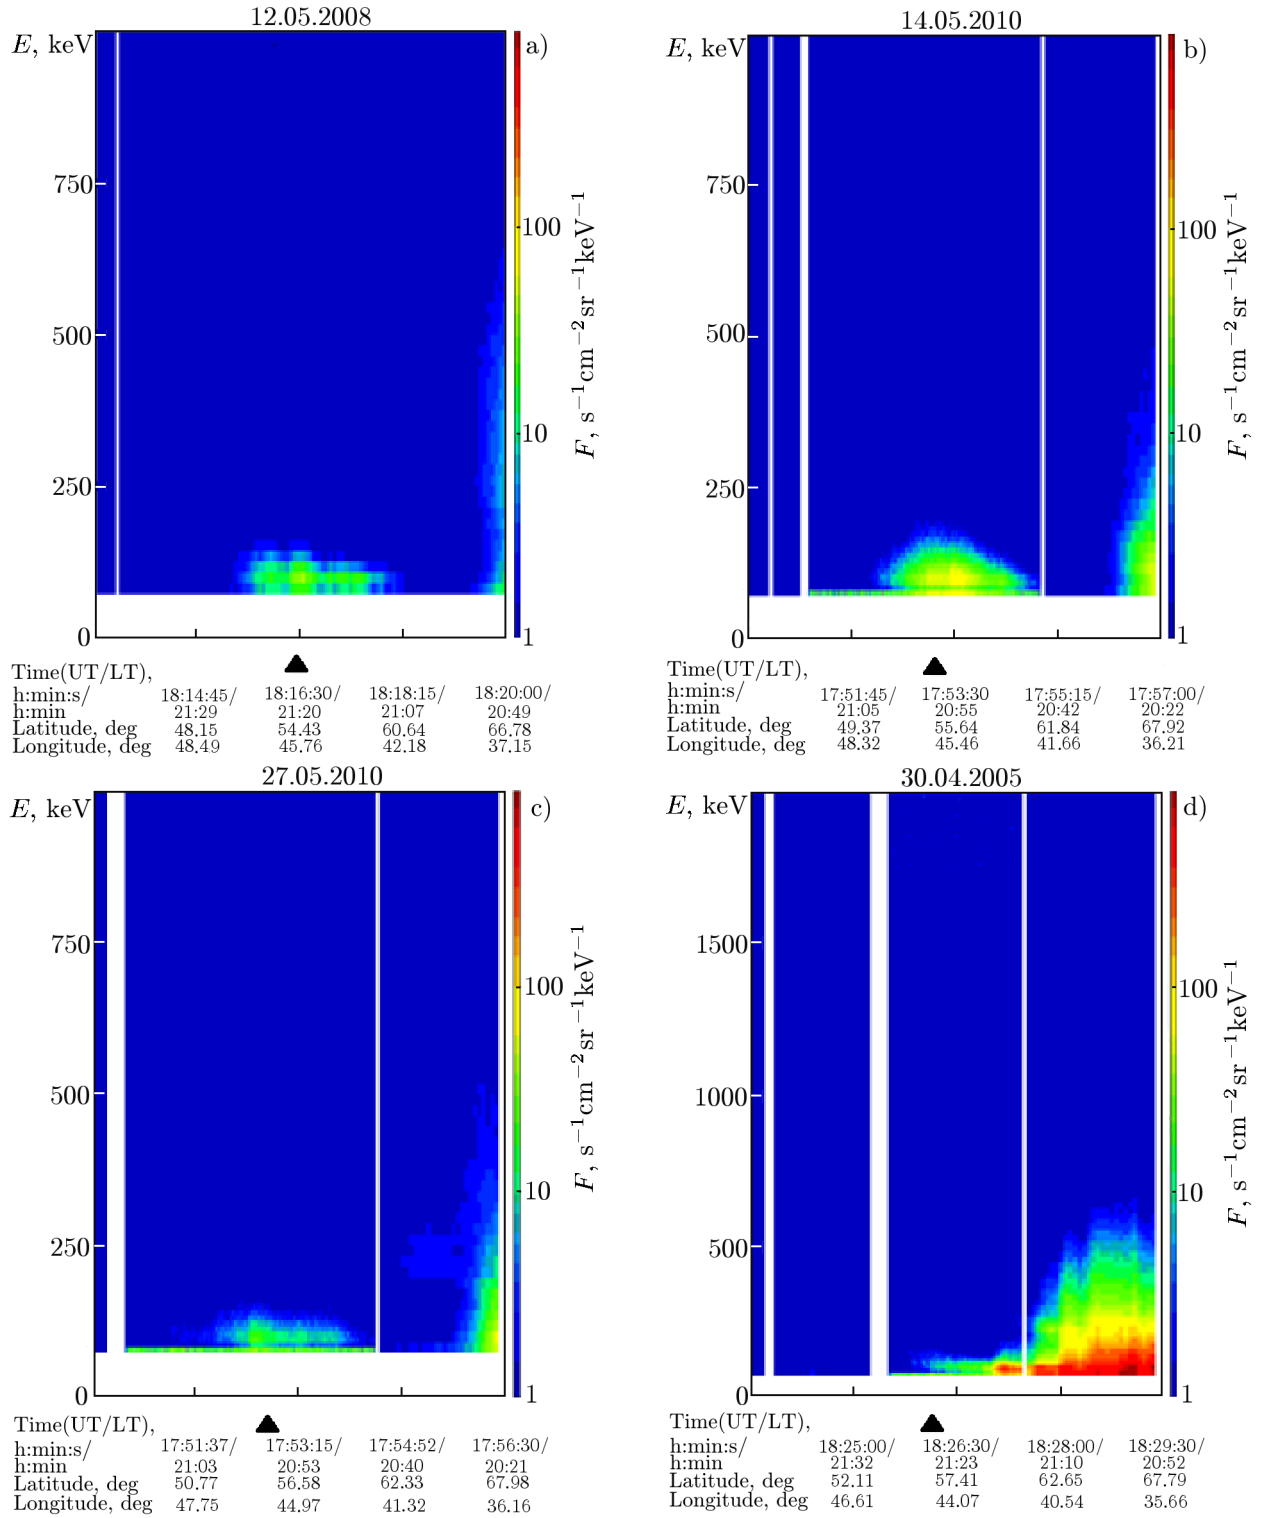 12.05.2008
E, keV
a)
750
500
250
0
100
10
1
F, s−1cm−2sr−1keV−1
Time(UT/LT),
h:min:s/ 18:14:45/ 18:16:30/ 18:18:15/ 18:20:00/
h:min 21:29 21:20 21:07 20:49
Latitude, deg 48.15 54.43 60.64 66.78
Longitude, deg 48.49 45.76 42.18 37.15
14.05.2010
E, keV
b)
750
500
250
0
100
10
1
F, s−1cm−2sr−1keV−1
Time(UT/LT),
h:min:s/ 17:51:45/ 17:53:30 17:55:15/ 17:57:00/
h:min 21:05 20:55 20:42 20:22
Latitude, deg 49.37 55.64 61.84 67.92
Longitude, deg 48.32 45.46 41.66 36.21
27.05.2010
E, keV
c)
750
500
250
0
100
10
1
F, s−1cm−2sr−1keV−1
Time(UT/LT),
h:min:s/ 17:51:37/ 17:53:15/ 17:54:52/ 17:56:30/
h:min 21:03 20:53 20:40 20:21
Latitude, deg 50.77 56.58 62.33 67.98
Longitude, deg 47.75 44.97 41.32 36.16
30.04.2005
E, keV
d)
1500
1000
500
0
100
10
1
F, s−1cm−2sr−1keV−1
Time(UT/LT),
h:min:s/ 18:25:00/ 18:26:30/ 18:28:00/ 18:29:30/
h:min 21:32 21:23 21:10 20:52
Latitude, deg 52.11 57.41 62.65 67.79
Longitude, deg 46.61 44.07 40.54 35.66